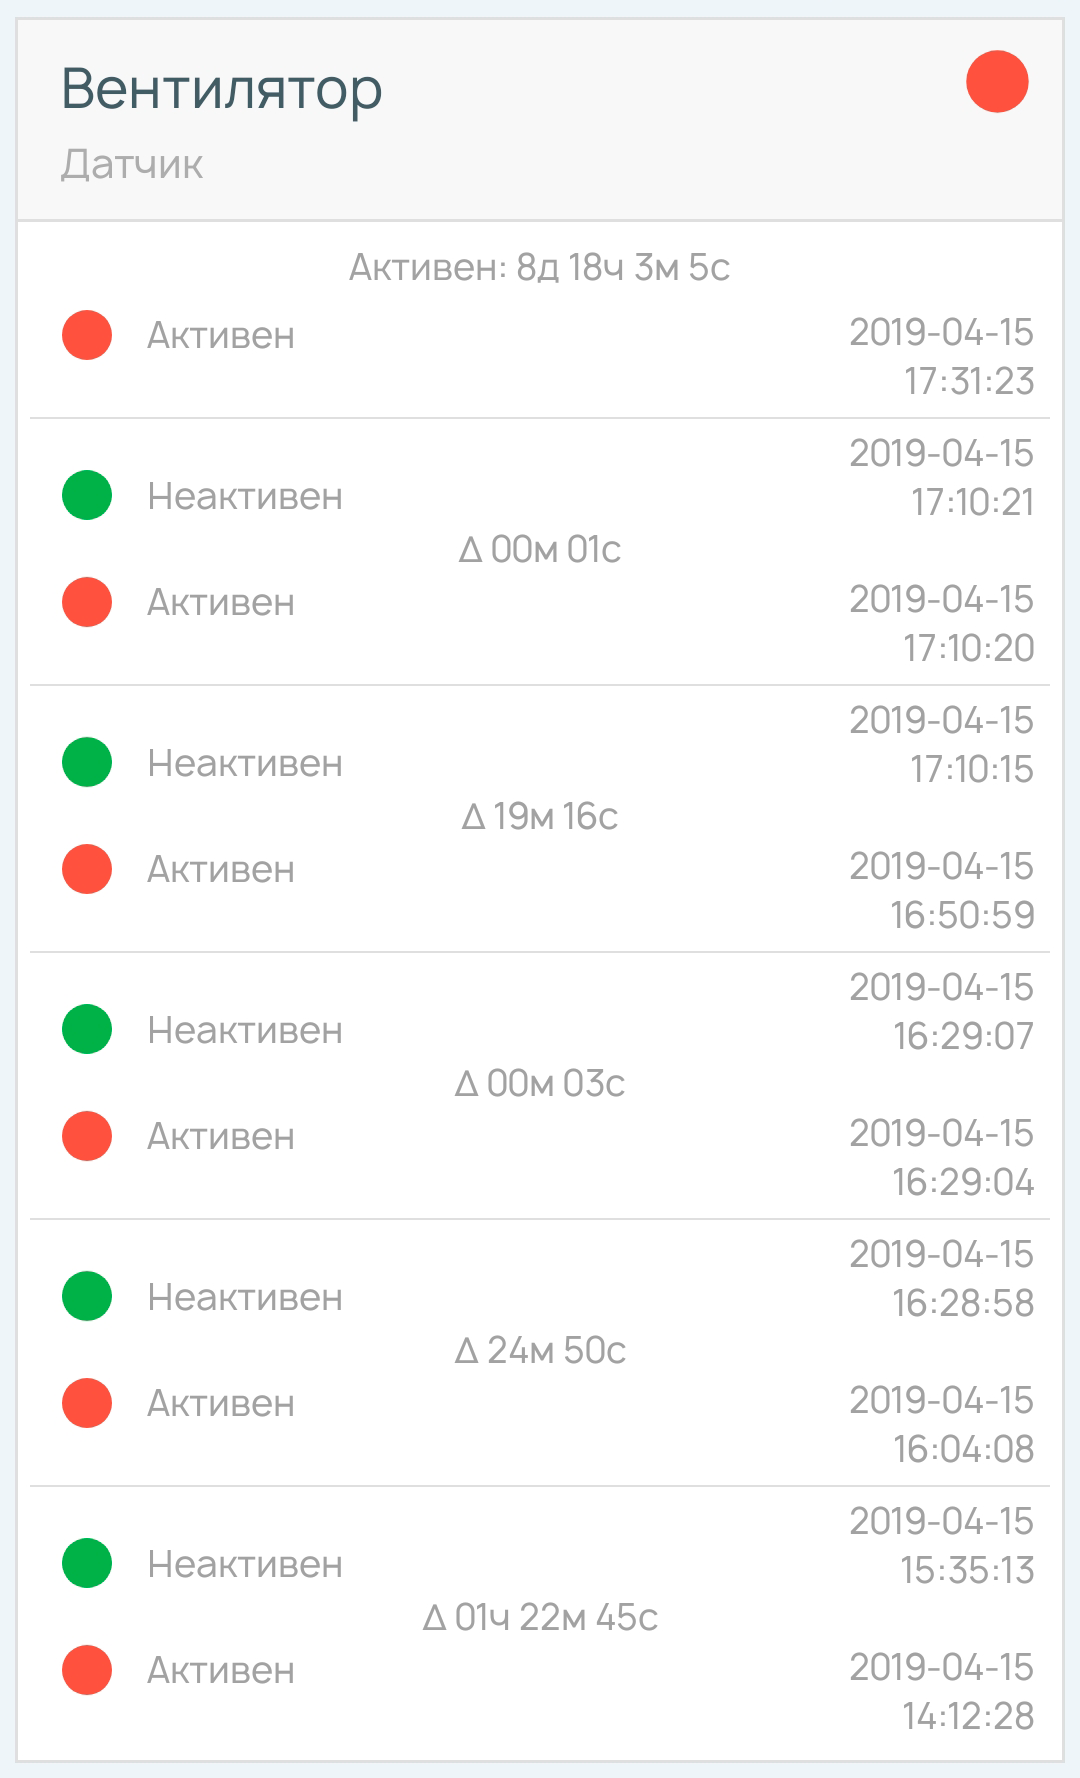 Вентилятор
Датчик
Активен: 8д 18ч 3м 5с
Активен
2019-04-15
17:31:23
2019-04-15
Неактивен
17:10:21
Δ 00м 01с
Активен
2019-04-15
17:10:20
2019-04-15
Неактивен
17:10:15
Δ 19м 16с
Активен
2019-04-15
16:50:59
2019-04-15
Неактивен
16:29:07
Δ 00м 03с
Активен
2019-04-15
16:29:04
2019-04-15
Неактивен
16:28:58
Δ 24м 50с
Активен
2019-04-15
16:04:08
2019-04-15
Неактивен
15:35:13
Δ 01ч 22м 45с
Активен
2019-04-15
14:12:28